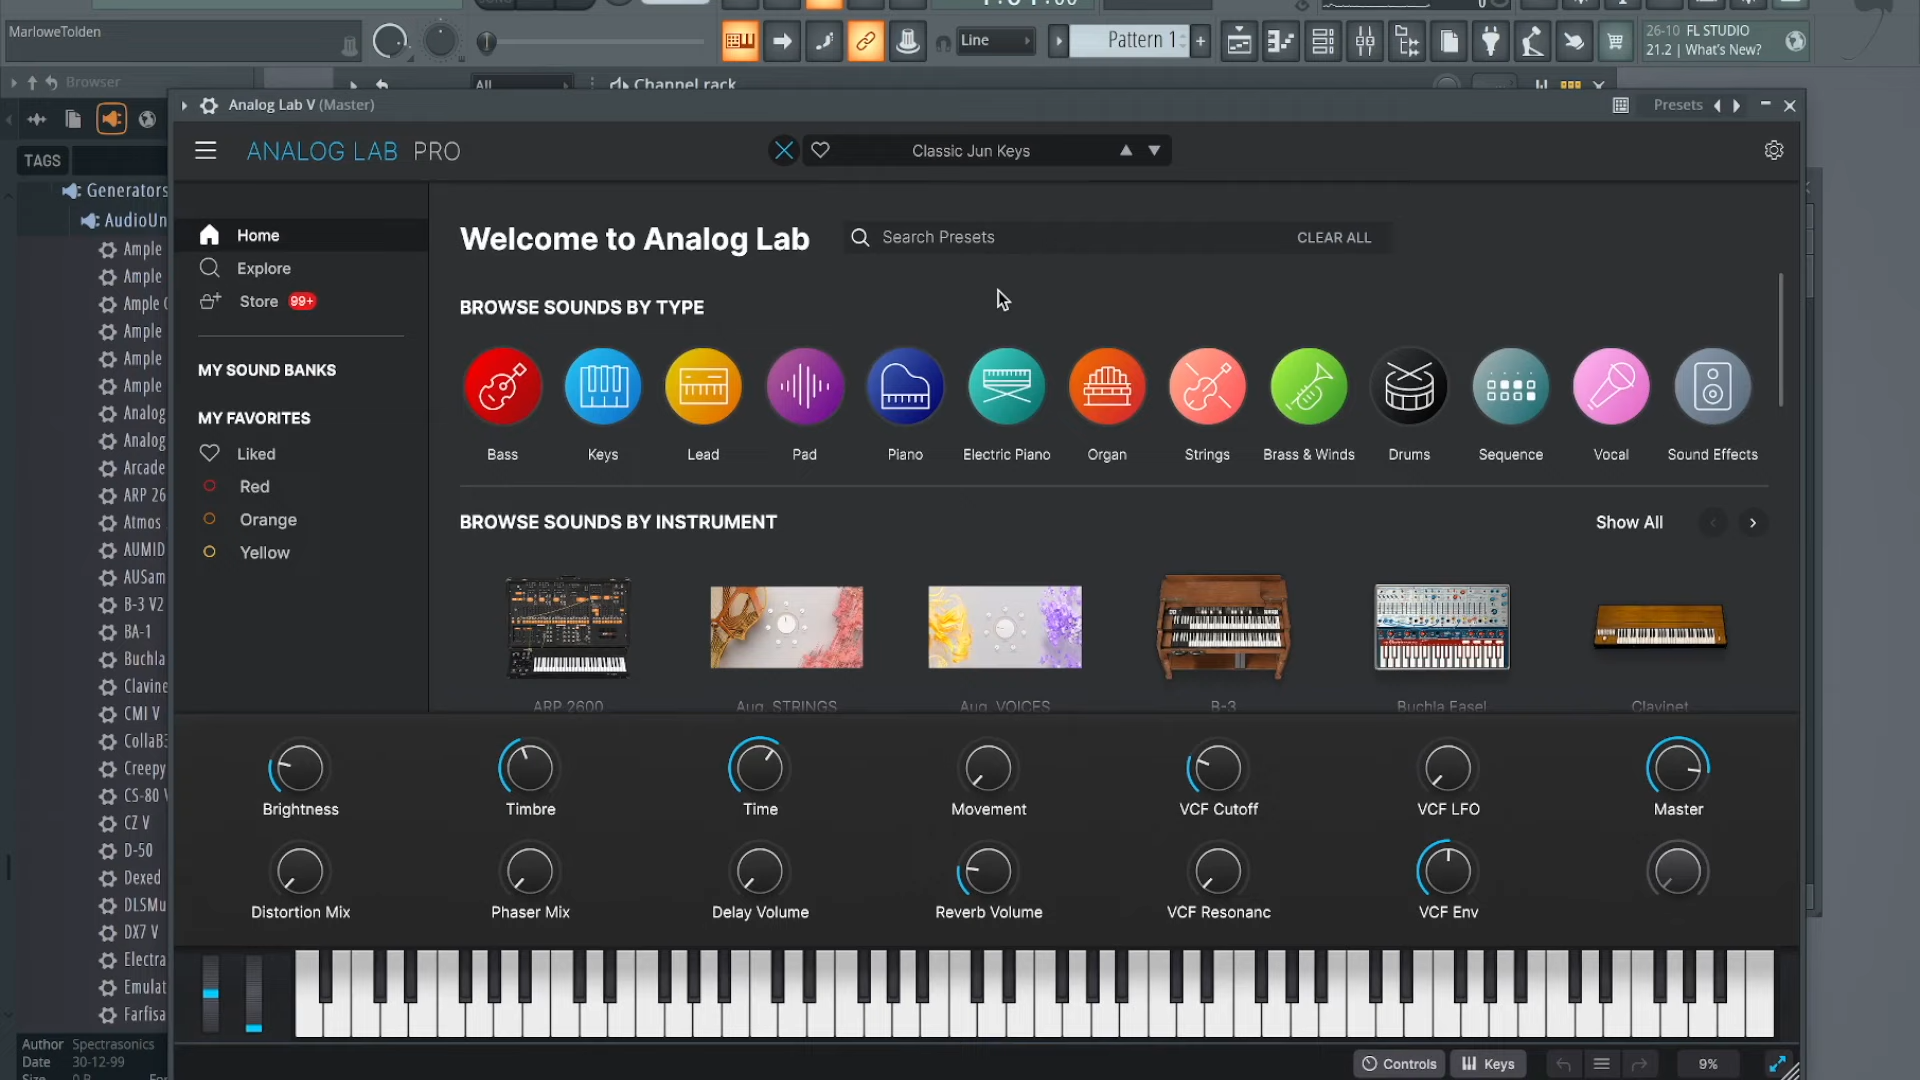 MarloweTolden
Line
Pattern 1
26-10 FL STUDIO
21.2 | What's New?
Browser
All
Channel rack
Analog Lab V (Master)
Presets
TAGS
Generators
AudioUn
Ample
Ample
Ample G
Ample
Ample
Ample
Analog
Analog
Arcade
ARP 26
Atmos
AUMID
AUSam
B-3 V2
BA-1
Buchla
Clavine
CMI V
CollaB3
Creepy
CS-80 V
CZ V
D-50
Dexed
DLSMu
DX7 V
Electra
Emulat
Farfisa
Author Spectrasonics
Date 30-12-99
ANALOG LAB PRO
Classic Jun Keys
Home
Explore
Store 99+
MY SOUND BANKS
MY FAVORITES
Liked
Red
Orange
Yellow
Welcome to Analog Lab
Search Presets
CLEAR ALL
BROWSE SOUNDS BY TYPE
Bass Keys Lead Pad Piano Electric Piano Organ Strings Brass & Winds Drums Sequence Vocal Sound Effects
BROWSE SOUNDS BY INSTRUMENT
Show All
ARP 2600 Aug. STRINGS Aug. VOICES B-3 Buchla Easel Clavinet
Brightness Timbre Time Movement VCF Cutoff VCF LFO Master
Distortion Mix Phaser Mix Delay Volume Reverb Volume VCF Resonanc VCF Env
Controls Keys 9%